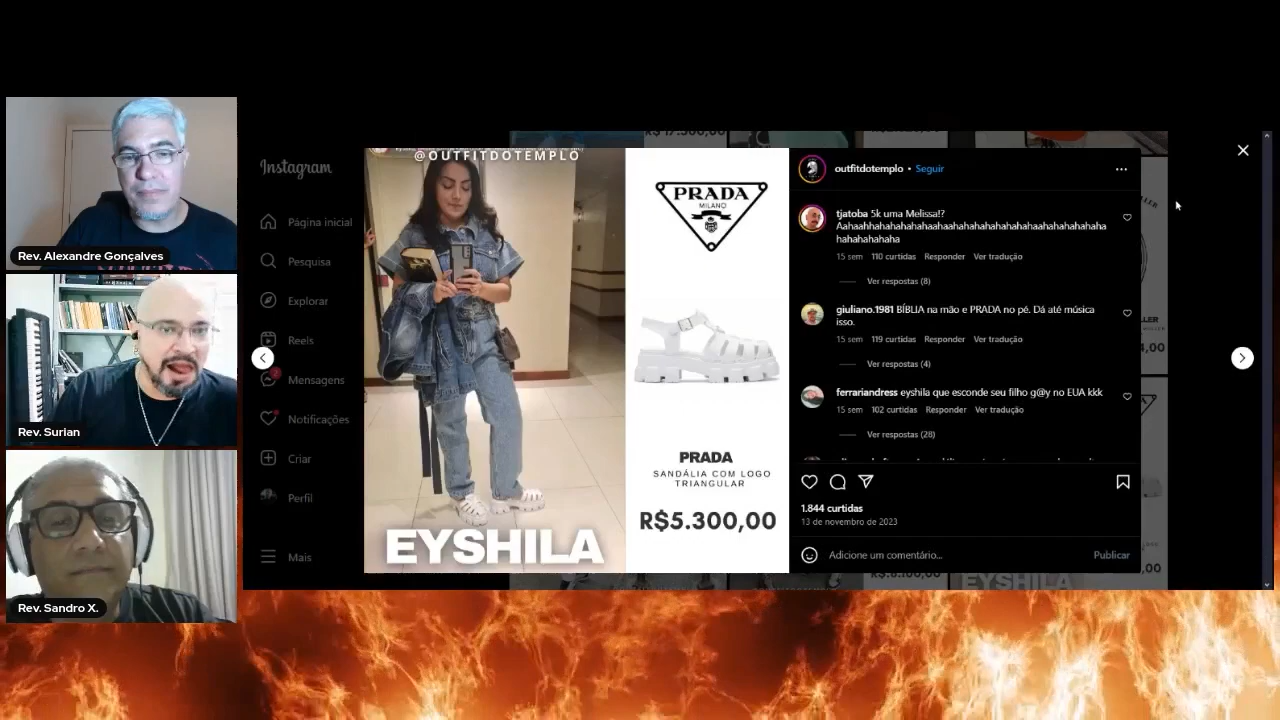 Rev. Alexandre Gonçalves
Rev. Surian
Rev. Sandro X.
Instagram
Página inicial
Pesquisa
Explorar
Reels
Mensagens
2
Notificações
Criar
Perfil
Mais
@OUTFITDOTEMPLO
EYSHILA
PRADA
MILANO
PRADA
SANDÁLIA COM LOGO
TRIANGULAR
R$5.300,00
outfitdotemplo • Seguir
tjatoba 5k uma Melissa!?
Aahaahhahahahahahaahaahahahahahahahahaahahahahaha
hahahahahaha
15 sem 110 curtidas Responder Ver tradução
Ver respostas (8)
giuliano.1981 BÍBLIA na mão e PRADA no pé. Dá até música
isso.
15 sem 119 curtidas Responder Ver tradução
Ver respostas (4)
ferrariandress eyshila que esconde seu filho g@y no EUA kkk
15 sem 102 curtidas Responder Ver tradução
Ver respostas (28)
1.844 curtidas
13 de novembro de 2023
Adicione um comentário...
Publicar
EYSHILA